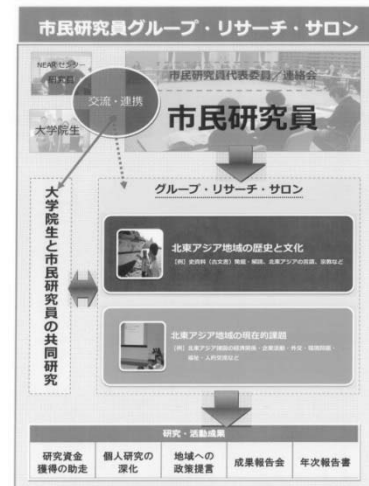 市民研究員グループ・リサーチ・サロン
NEARセンター
研究員
大学院生
交流・連携
市民研究員代表委員/連絡会
市民研究員
大学院生と市民研究員の共同研究
グループ・リサーチ・サロン
北東アジア地域の歴史と文化
北東アジア地域の現在的課題
研究・活動成果
研究資金
獲得の助走
個人研究の
深化
地域への
政策提言
成果報告会
年次報告書